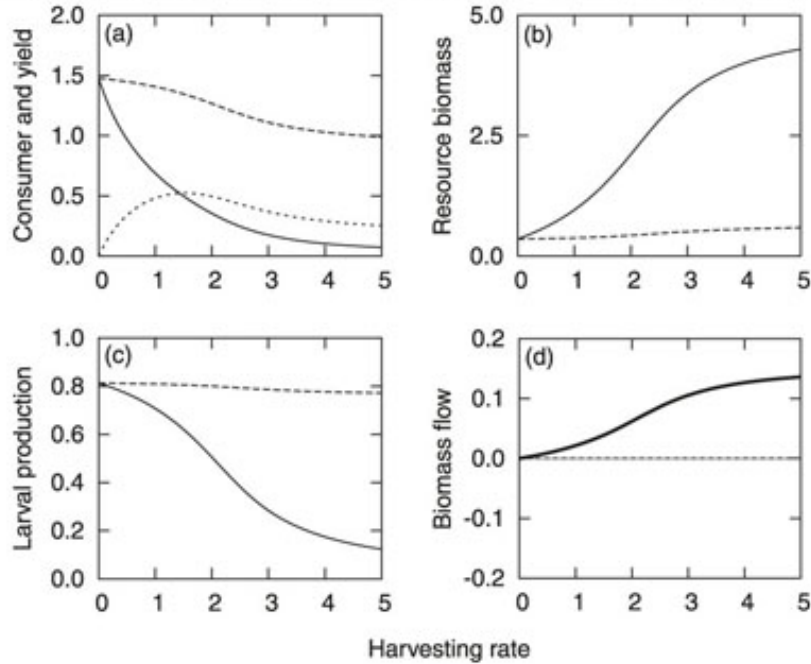 Consumer and yield
2.0
1.5
1.0
0.5
0.0
(a)
0 1 2 3 4 5
Resource biomass
5.0
2.5
0.0
(b)
0 1 2 3 4 5
Larval production
1.0
0.8
0.6
0.4
0.2
0.0
(c)
0 1 2 3 4 5
Biomass flow
0.2
0.1
0.0
-0.1
-0.2
(d)
0 1 2 3 4 5
Harvesting rate